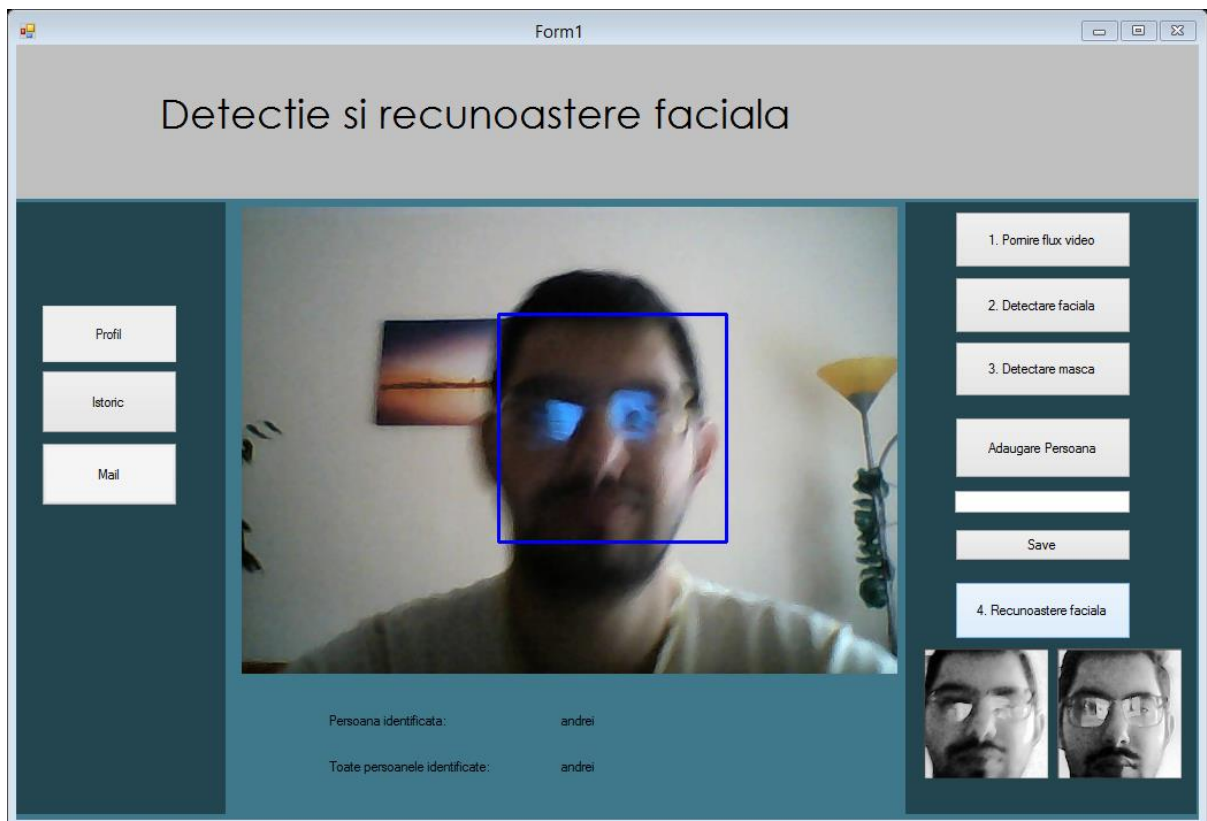 Form1
Detectie si recunoastere faciala
Profil
Istoric
Mail
1. Pornire flux video
2. Detectare faciala
3. Detectare masca
Adaugare Persoana
Save
4. Recunoastere faciala
Persoana identificata: andrei
Toate persoanele identificate: andrei